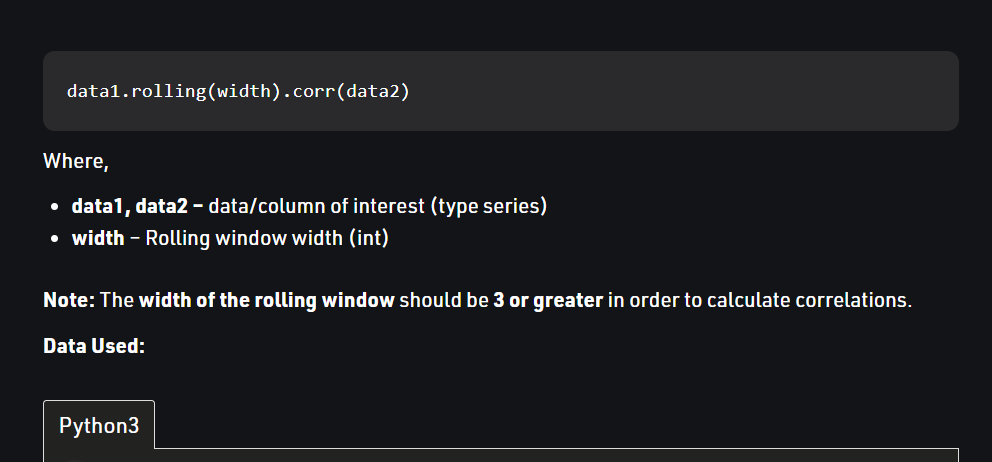 data1.rolling(width).corr(data2)
Where,
• data1, data2 – data/column of interest (type series)
• width – Rolling window width (int)
Note: The width of the rolling window should be 3 or greater in order to calculate correlations.
Data Used:
Python3